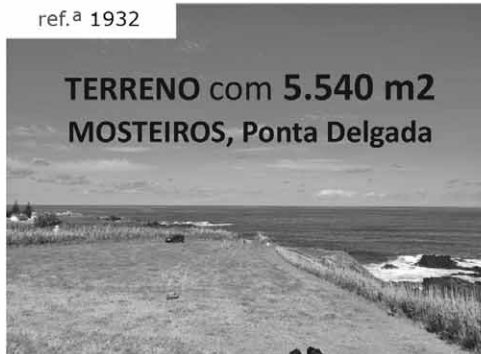 ref.ª 1932
TERRENO com 5.540 m2
MOSTEIROS, Ponta Delgada